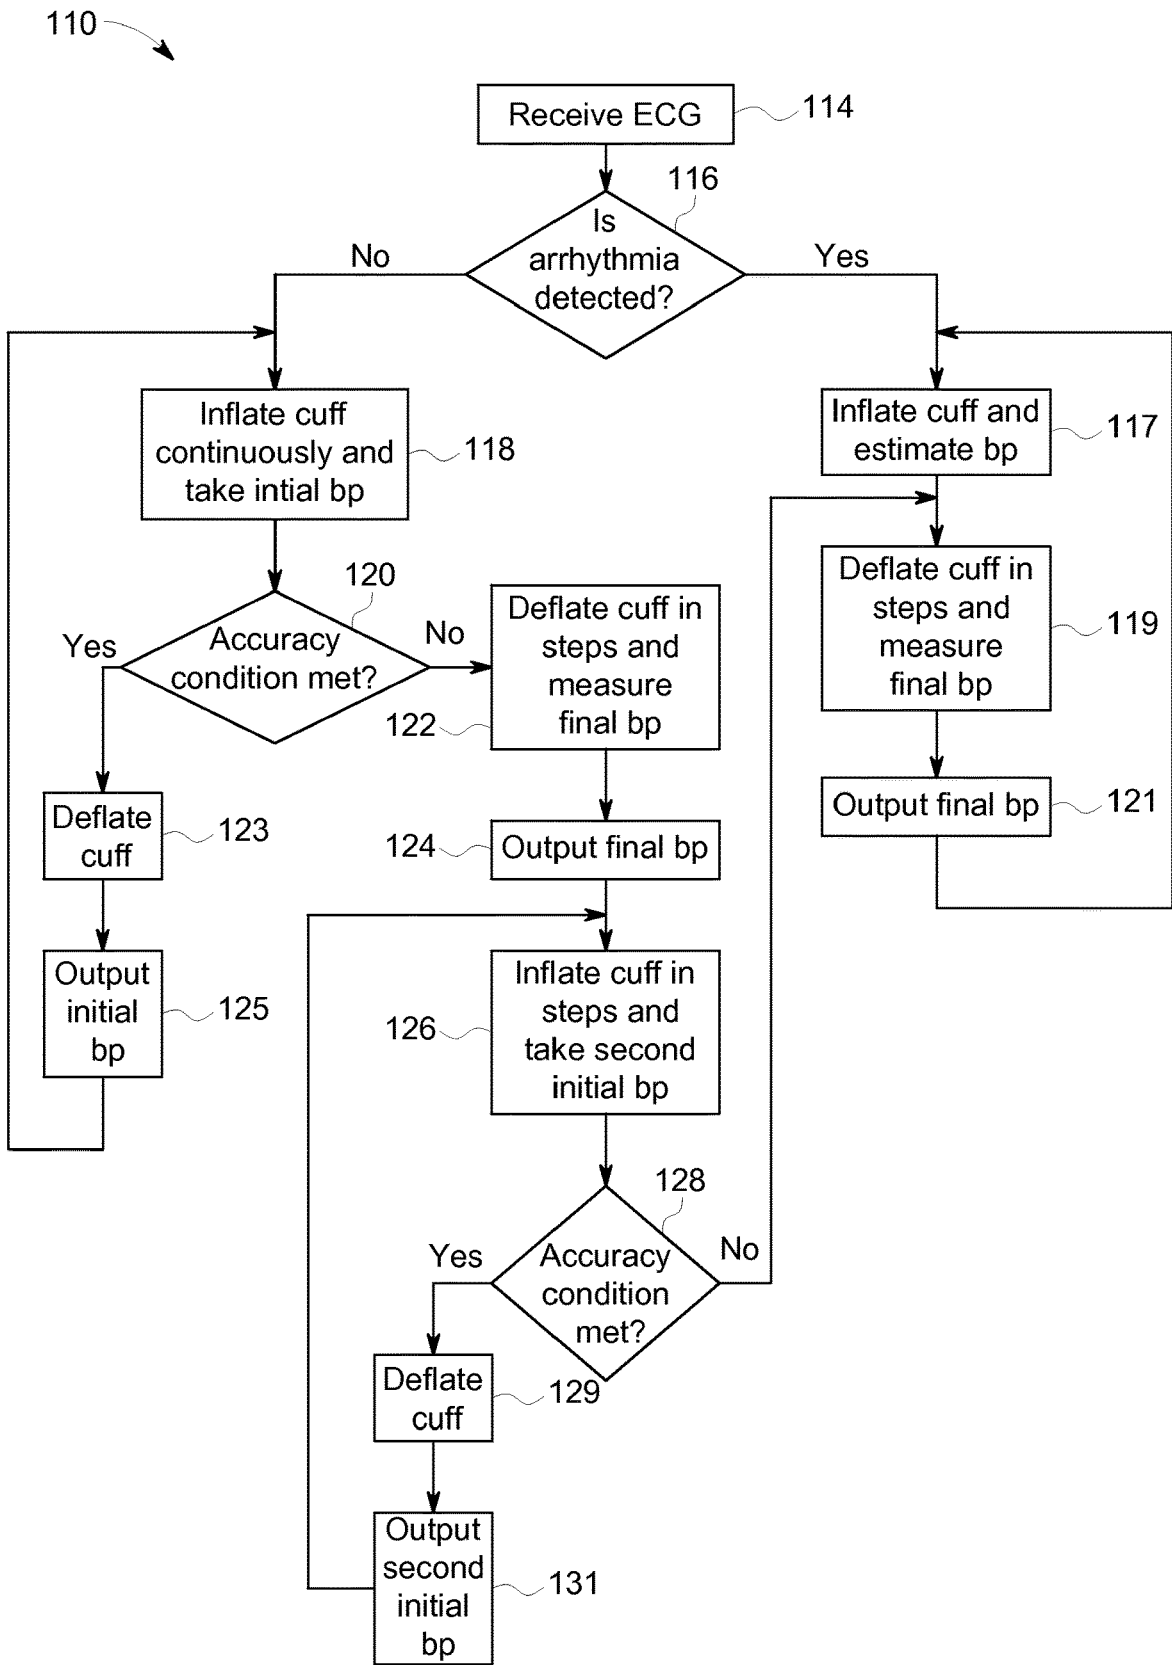 110
Receive ECG
114
116
Is
arrhythmia
detected?
No
Yes
Inflate cuff
continuously and
take intial bp
118
Inflate cuff and
estimate bp
117
120
Accuracy
condition met?
Yes
No
Deflate cuff in
steps and
measure
final bp
122
Deflate cuff in
steps and
measure
final bp
119
Deflate
cuff
123
124
Output final bp
Output final bp
121
Output
initial
bp
125
126
Inflate cuff in
steps and
take second
initial bp
128
Yes
Accuracy
condition
met?
No
Deflate
cuff
129
Output
second
initial
bp
131